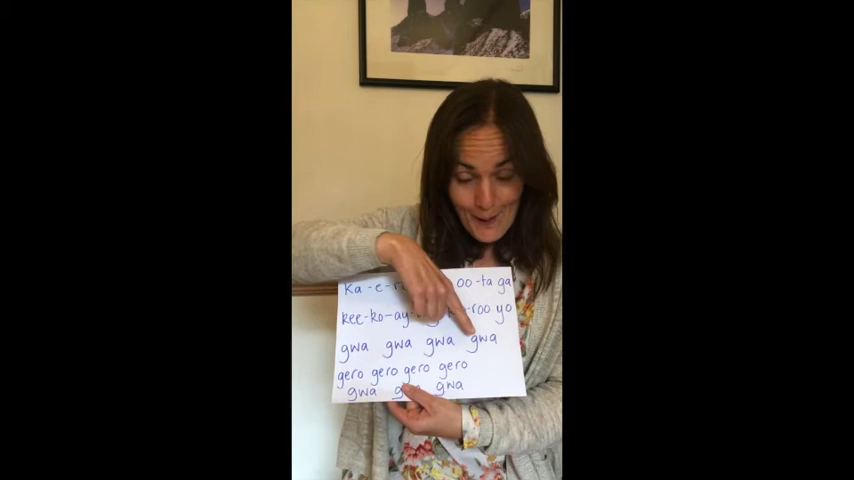 Ka-e- oo-ta ga
kee-ko-ay -roo yo
gwa gwa gwa gwa
gero gero gero gero
gwa gwa